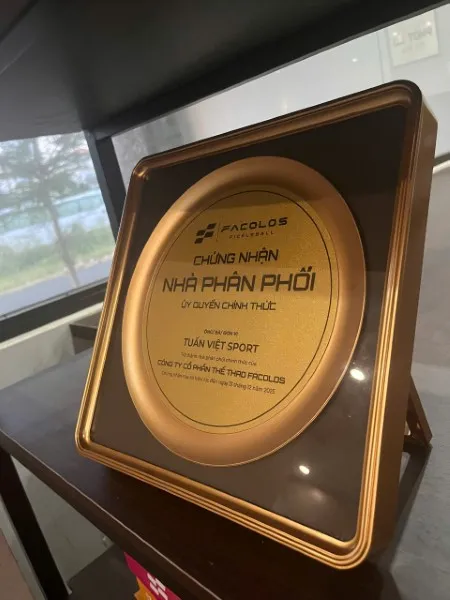 FACOLOS
PICKLEBALL
CHỨNG NHẬN
NHÀ PHÂN PHỐI
ỦY QUYỀN CHÍNH THỨC
TUẤN VIỆT SPORT
CÔNG TY CỔ PHẦN THỂ THAO FACOLOS